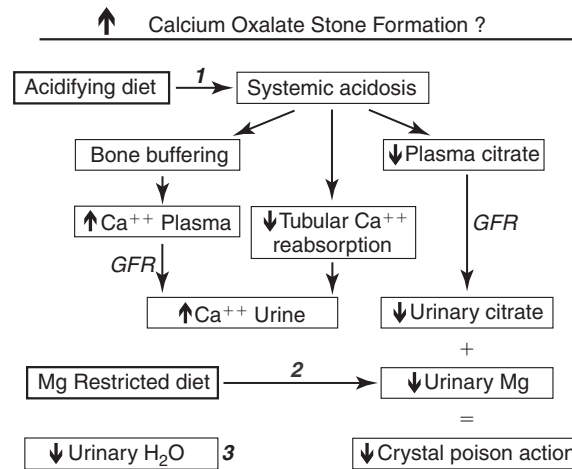 ↑ Calcium Oxalate Stone Formation ?
Acidifying diet 1 Systemic acidosis
Bone buffering ↓Plasma citrate
↑Ca⁺⁺ Plasma ↓Tubular Ca⁺⁺
reabsorption
GFR GFR
↑Ca⁺⁺ Urine ↓Urinary citrate
+
Mg Restricted diet 2 ↓Urinary Mg
=
↓ Urinary H₂O 3 ↓Crystal poison action